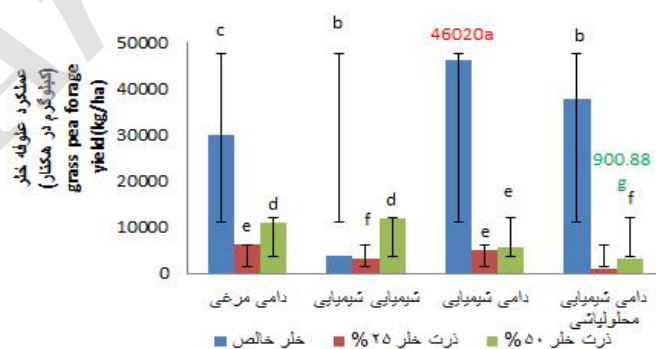 عملکرد علوفه خلر
(کیلوگرم در هکتار)
grass pea forage
yield(kg/ha)
50000
40000
30000
20000
10000
0
c
e
d
b
f
d
46020a
e
e
b
900.88
g
f
دامی مرغی
شیمیایی شیمیایی
دامی شیمیایی
دامی شیمیایی
محلولپاشی
خلر خالص
ذرت خلر ۲۵ %
ذرت خلر ۵۰ %